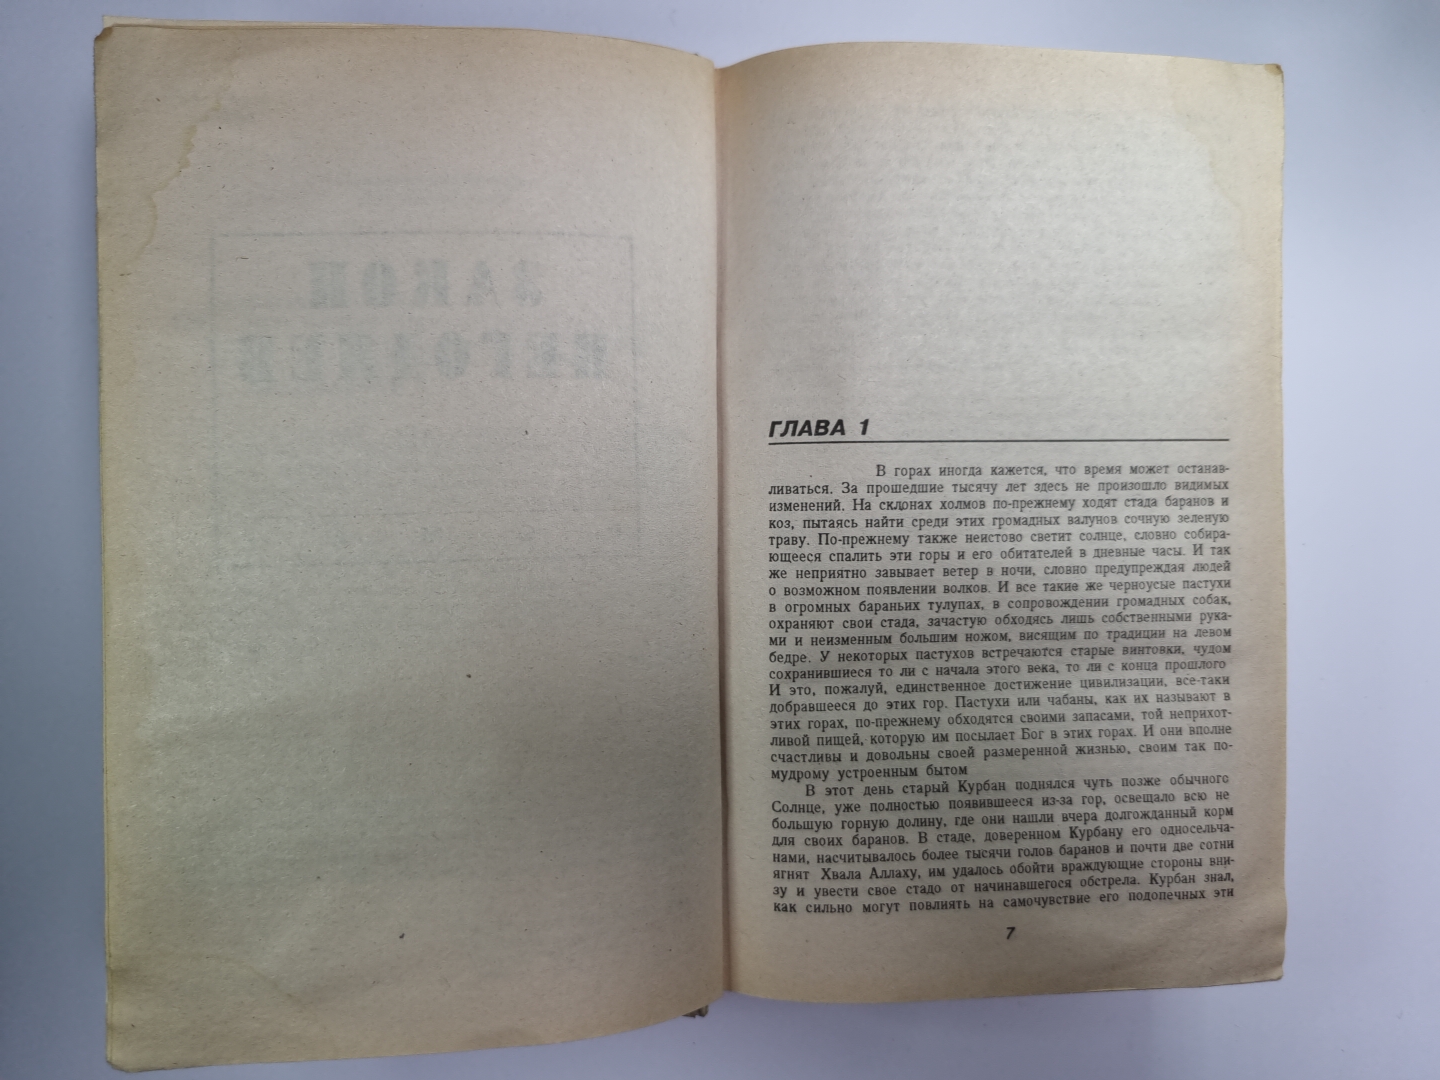 ЗАКОН
НЕГОДЯЕВ
ГЛАВА 1
В горах иногда кажется, что время может останав-
ливаться. За прошедшие тысячу лет здесь не произошло видимых
изменений. На склонах холмов по-прежнему ходят стада баранов и
коз, пытаясь найти среди этих громадных валунов сочную зеленую
траву. По-прежнему также неистово светит солнце, словно собира-
ющееся спалить эти горы и его обитателей в дневные часы. И так
же неприятно завывает ветер в ночи, словно предупреждая людей
о возможном появлении волков. И все такие же черноусые пастухи
в огромных бараньих тулупах, в сопровождении громадных собак,
охраняют свои стада, зачастую обходясь лишь собственными рука-
ми и неизменным большим ножом, висящим по традиции на левом
бедре. У некоторых пастухов встречаются старые винтовки, чудом
сохранившиеся то ли с начала этого века, то ли с конца прошлого
И это, пожалуй, единственное достижение цивилизации, все-таки
добравшееся до этих гор. Пастухи или чабаны, как их называют в
этих горах, по-прежнему обходятся своими запасами, той неприхот-
ливой пищей, которую им посылает Бог в этих горах. И они вполне
счастливы и довольны своей размеренной жизнью, своим так по-
мудрому устроенным бытом
В этот день старый Курбан поднялся чуть позже обычного
Солнце, уже полностью появившееся из-за гор, освещало всю не
большую горную долину, где они нашли вчера долгожданный корм
для своих баранов. В стаде, доверенном Курбану его односельча-
нами, насчитывалось более тысячи голов баранов и почти две сотни
ягнят Хвала Аллаху, им удалось обойти враждующие стороны вни-
зу и увести свое стадо от начинавшегося обстрела. Курбан знал,
как сильно могут повлиять на самочувствие его подопечных эти
7